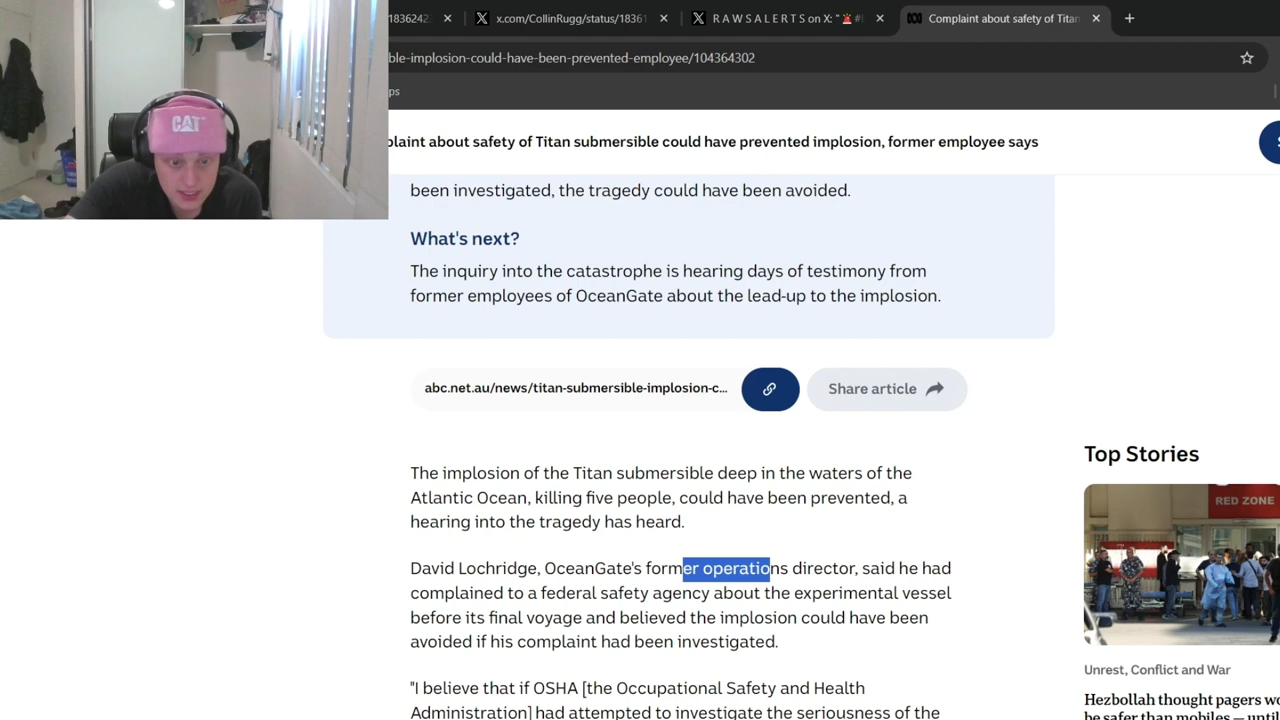 1836242
x.com/CollinRugg/status/18361
R A W S A L E R T S on X: "🚨#
Complaint about safety of Titan
ble-implosion-could-have-been-prevented-employee/104364302
ps
CAT
plaint about safety of Titan submersible could have prevented implosion, former employee says
been investigated, the tragedy could have been avoided.
What's next?
The inquiry into the catastrophe is hearing days of testimony from
former employees of OceanGate about the lead-up to the implosion.
abc.net.au/news/titan-submersible-implosion-c...
Share article
The implosion of the Titan submersible deep in the waters of the
Atlantic Ocean, killing five people, could have been prevented, a
hearing into the tragedy has heard.
David Lochridge, OceanGate's former operations director, said he had
complained to a federal safety agency about the experimental vessel
before its final voyage and believed the implosion could have been
avoided if his complaint had been investigated.
"I believe that if OSHA [the Occupational Safety and Health
Administration] had attempted to investigate the seriousness of the
Top Stories
RED ZONE
Unrest, Conflict and War
Hezbollah thought pagers wo
be safer than mobiles — unti